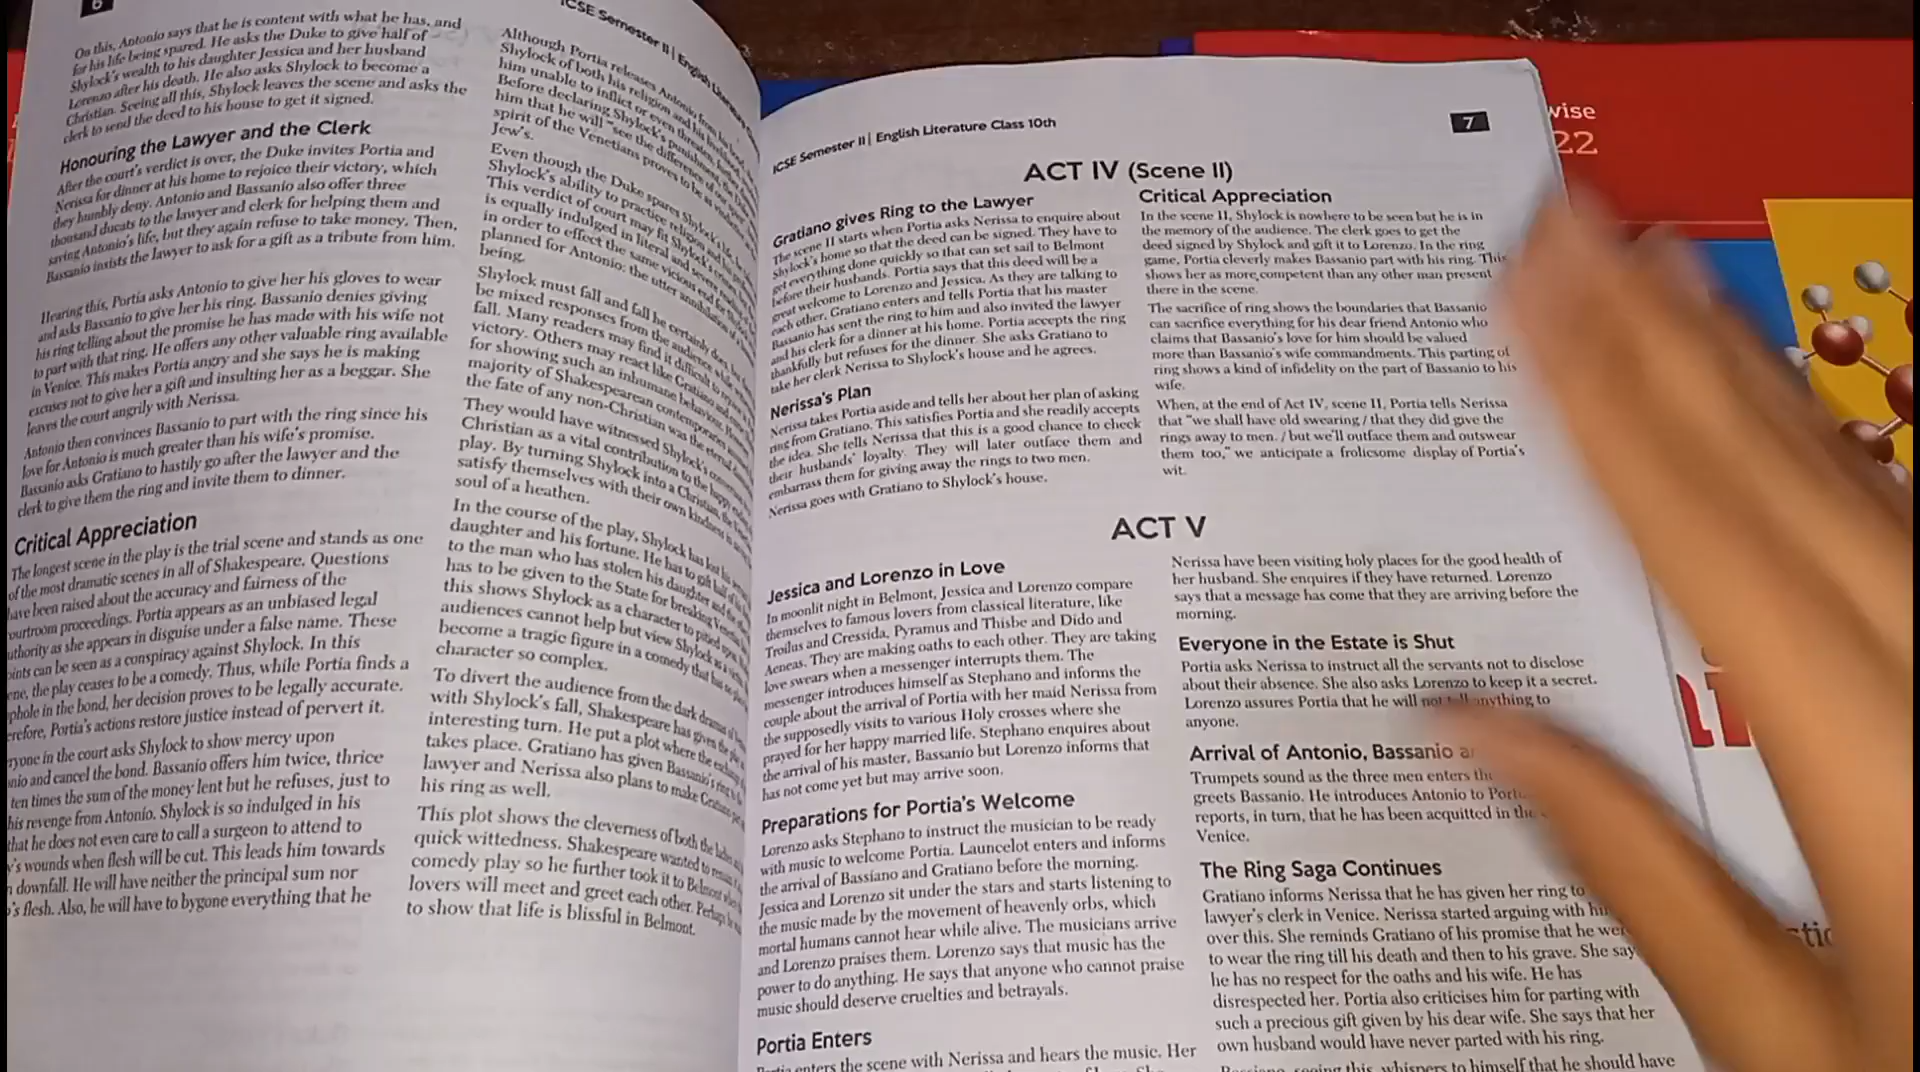 6
On this, Antonio says that he is content with what he has, and
for his life being spared. He asks the Duke to give half of
Shylock's wealth to his daughter Jessica and her husband
Lorenzo after his death. He also asks Shylock to become a
Christian. Seeing all this, Shylock leaves the scene and asks the
clerk to send the deed to his house to get it signed.
Honouring the Lawyer and the Clerk
After the court's verdict is over, the Duke invites Portia and
Nerissa for dinner at his home to rejoice their victory, which
they humbly deny. Antonio and Bassanio also offer three
thousand ducats to the lawyer and clerk for helping them and
saving Antonio's life, but they again refuse to take money. Then,
Bassanio insists the lawyer to ask for a gift as a tribute from him.
Hearing this, Portia asks Antonio to give her his gloves to wear
and asks Bassanio to give her his ring. Bassanio denies giving
his ring telling about the promise he has made with his wife not
to part with that ring. He offers any other valuable ring available
in Venice. This makes Portia angry and she says he is making
excuses not to give her a gift and insulting her as a beggar. She
leaves the court angrily with Nerissa.
Antonio then convinces Bassanio to part with the ring since his
love for Antonio is much greater than his wife's promise.
Bassanio asks Gratiano to hastily go after the lawyer and the
clerk to give them the ring and invite them to dinner.
Critical Appreciation
The longest scene in the play is the trial scene and stands as one
of the most dramatic scenes in all of Shakespeare. Questions
have been raised about the accuracy and fairness of the
courtroom proceedings. Portia appears as an unbiased legal
authority as she appears in disguise under a false name. These
points can be seen as a conspiracy against Shylock. In this
the play ceases to be a comedy. Thus, while Portia finds a
in the bond, her decision proves to be legally accurate.
Portia's actions restore justice instead of pervert it.
in the court asks Shylock to show mercy upon
and cancel the bond. Bassanio offers him twice, thrice
ten times the sum of the money lent but he refuses, just to
his revenge from Antonio. Shylock is so indulged in his
that he does not even care to call a surgeon to attend to
wounds when flesh will be cut. This leads him towards
downfall. He will have neither the principal sum nor
flesh. Also, he will have to bygone everything that he
ICSE Semester II | English Literature
Although Portia releases Antonio from
Shylock of both his religion and his
him unable to inflict or even threaten
Before declaring Shylock's punishment, the Duke
him that he will "see the difference of our
spirit of the Venetians proves to be as
Jew's.
Even though the Duke spares Shylock's life,
Shylock's ability to practice religion
This verdict of court may fit Shylock's
is equally indulged in literal and severe
in order to effect the same vicious end
planned for Antonio: the utter annihilation of
being.
Shylock must fall and fall he certainly does,
be mixed responses from the audience
fall. Many readers may find it difficult to
victory. Others may react like Gratiano and
for showing such an inhumane behaviour.
majority of Shakespearean contemporaries
the fate of any non-Christian was the eternal
They would have witnessed Shylock's conversion
Christian as a vital contribution to the happy
play. By turning Shylock into a Christian, the
satisfy themselves with their own kindness in
soul of a heathen.
In the course of the play, Shylock has lost his
daughter and his fortune. He has to gift half of his
to the man who has stolen his daughter and the
has to be given to the State for breaking
this shows Shylock as a character to
audiences cannot help but view Shylock as a
become a tragic figure in a comedy that has
character so complex.
To divert the audience from the dark drama of
with Shylock's fall, Shakespeare has given the
interesting turn. He put a plot where the
takes place. Gratiano has given Bassanio's ring to the
lawyer and Nerissa also plans to make Gratiano
his ring as well.
This plot shows the cleverness of both the ladies
quick wittedness. Shakespeare wanted to
comedy play so he further took it to Belmont
lovers will meet and greet each other. Perhaps
to show that life is blissful in Belmont.
ICSE Semester II | English Literature Class 10th
7
ACT IV (Scene II)
Gratiano gives Ring to the Lawyer
The scene II starts when Portia asks Nerissa to enquire about
Shylock's home so that the deed can be signed. They have to
get everything done quickly so that can set sail to Belmont
before their husbands. Portia says that this deed will be a
great welcome to Lorenzo and Jessica. As they are talking to
each other, Gratiano enters and tells Portia that his master
Bassanio has sent the ring to him and also invited the lawyer
and his clerk for a dinner at his home. Portia accepts the ring
thankfully but refuses for the dinner. She asks Gratiano to
take her clerk Nerissa to Shylock's house and he agrees.
Nerissa's Plan
Nerissa takes Portia aside and tells her about her plan of asking
ring from Gratiano. This satisfies Portia and she readily accepts
the idea. She tells Nerissa that this is a good chance to check
their husbands' loyalty. They will later outface them and
embarrass them for giving away the rings to two men.
Nerissa goes with Gratiano to Shylock's house.
Critical Appreciation
In the scene II, Shylock is nowhere to be seen but he is in
the memory of the audience. The clerk goes to get the
deed signed by Shylock and gift it to Lorenzo. In the ring
game, Portia cleverly makes Bassanio part with his ring. This
shows her as more competent than any other man present
there in the scene.
The sacrifice of ring shows the boundaries that Bassanio
can sacrifice everything for his dear friend Antonio who
claims that Bassanio's love for him should be valued
more than Bassanio's wife commandments. This parting of
ring shows a kind of infidelity on the part of Bassanio to his
wife.
When, at the end of Act IV, scene II, Portia tells Nerissa
that "we shall have old swearing / that they did give the
rings away to men. / but we'll outface them and outswear
them too," we anticipate a frolicsome display of Portia's
wit.
ACT V
Jessica and Lorenzo in Love
In moonlit night in Belmont, Jessica and Lorenzo compare
themselves to famous lovers from classical literature, like
Troilus and Cressida, Pyramus and Thisbe and Dido and
Aeneas. They are making oaths to each other. They are taking
love swears when a messenger interrupts them. The
messenger introduces himself as Stephano and informs the
couple about the arrival of Portia with her maid Nerissa from
the supposedly visits to various Holy crosses where she
prayed for her happy married life. Stephano enquires about
the arrival of his master, Bassanio but Lorenzo informs that
has not come yet but may arrive soon.
Preparations for Portia's Welcome
Lorenzo asks Stephano to instruct the musician to be ready
with music to welcome Portia. Launcelot enters and informs
the arrival of Bassiano and Gratiano before the morning.
Jessica and Lorenzo sit under the stars and starts listening to
the music made by the movement of heavenly orbs, which
mortal humans cannot hear while alive. The musicians arrive
and Lorenzo praises them. Lorenzo says that music has the
power to do anything. He says that anyone who cannot praise
music should deserve cruelties and betrayals.
Portia Enters
enters the scene with Nerissa and hears the music. Her
Nerissa have been visiting holy places for the good health of
her husband. She enquires if they have returned. Lorenzo
says that a message has come that they are arriving before the
morning.
Everyone in the Estate is Shut
Portia asks Nerissa to instruct all the servants not to disclose
about their absence. She also asks Lorenzo to keep it a secret.
Lorenzo assures Portia that he will not tell anything to
anyone.
Arrival of Antonio, Bassanio
Trumpets sound as the three men enters
greets Bassanio. He introduces Antonio to
reports, in turn, that he has been acquitted in the
Venice.
The Ring Saga Continues
Gratiano informs Nerissa that he has given her ring to
lawyer's clerk in Venice. Nerissa started arguing with
over this. She reminds Gratiano of his promise that he
to wear the ring till his death and then to his grave. She
he has no respect for the oaths and his wife. He has
disrespected her. Portia also criticises him for parting with
such a precious gift given by his dear wife. She says that her
own husband would have never parted with his ring.
seeing this, whispers to himself that he should have
wise
22